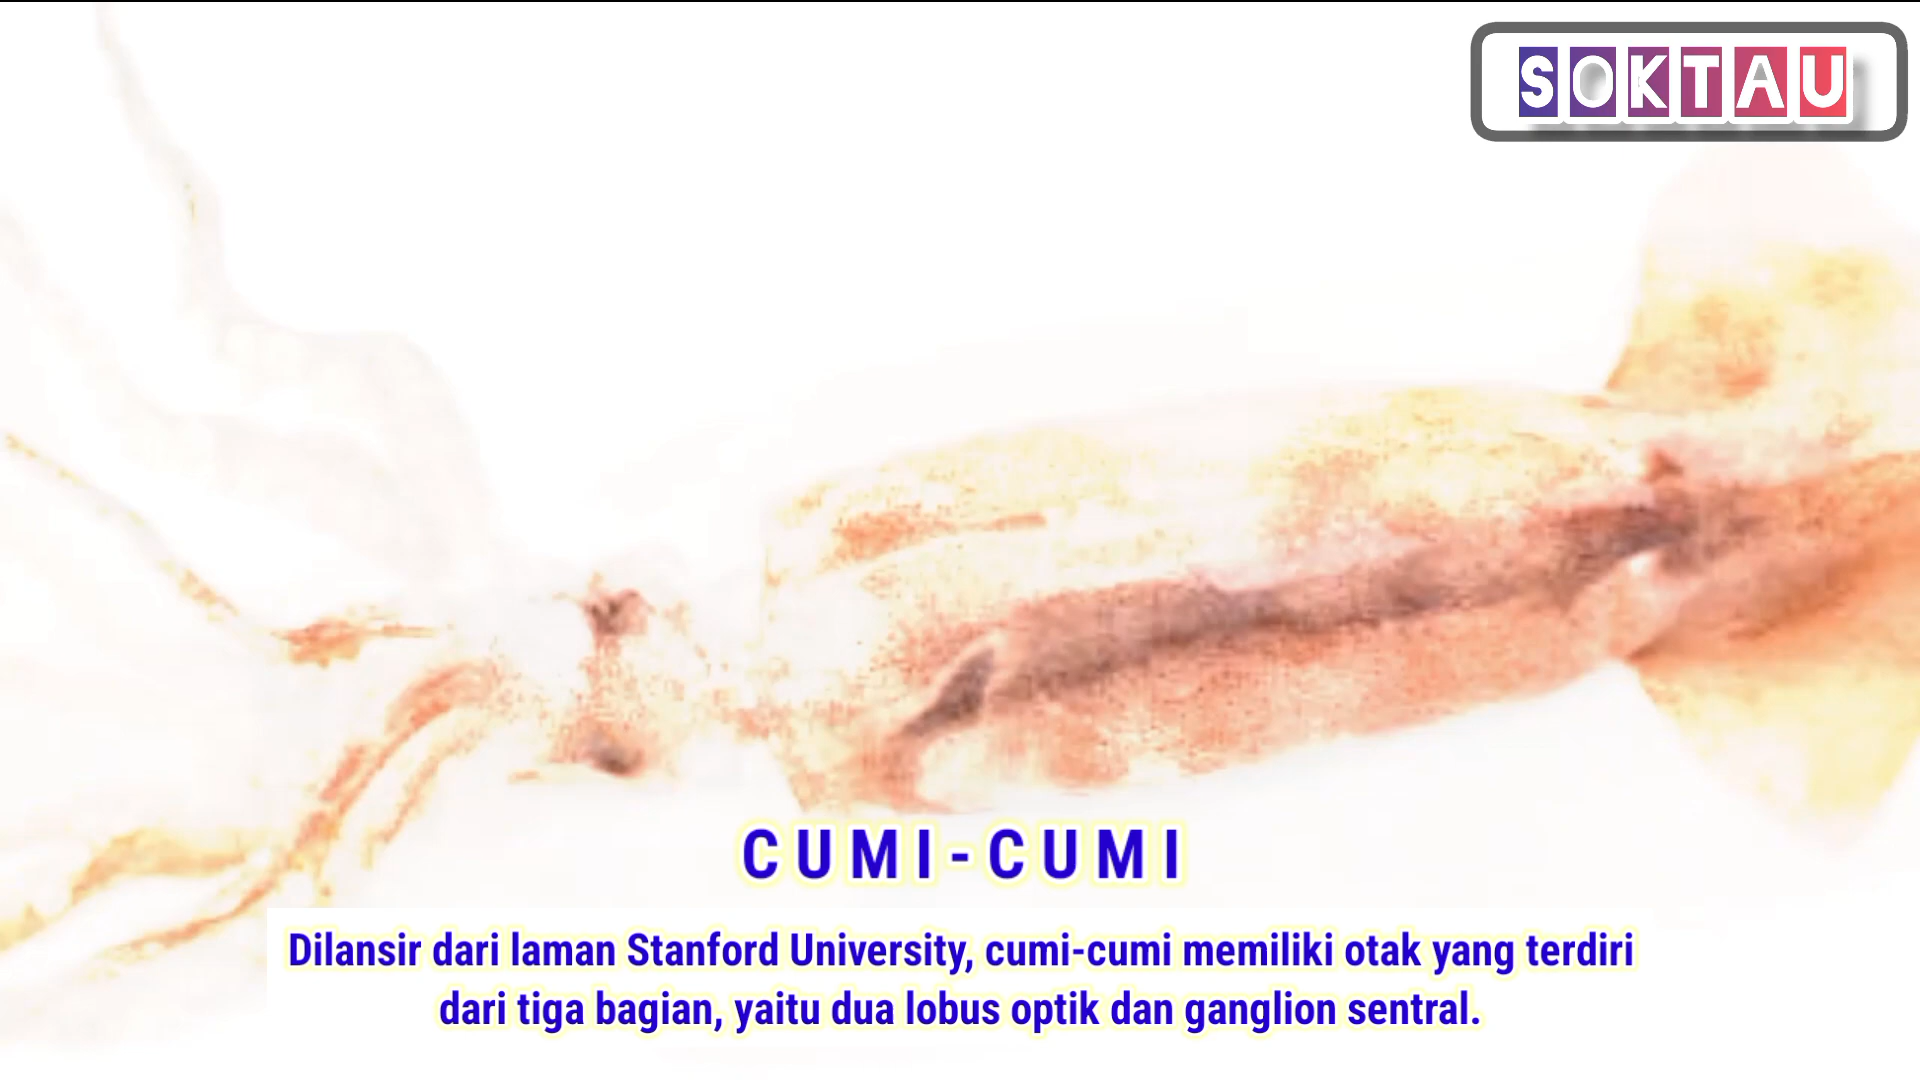 SOKTAU
CUMI-CUMI
Dilansir dari laman Stanford University, cumi-cumi memiliki otak yang terdiri
dari tiga bagian, yaitu dua lobus optik dan ganglion sentral.